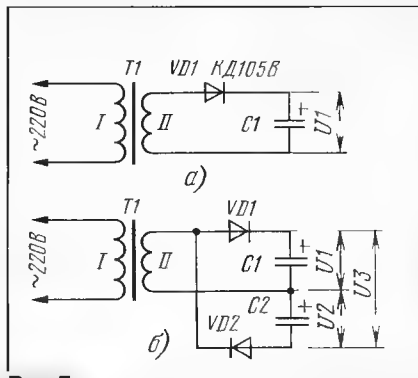 T1 VD1 КД105В
~220В I II C1 + U1
а)
T1 VD1
~220В I II C1 + U1 U3
C2 + U2
VD2
б)